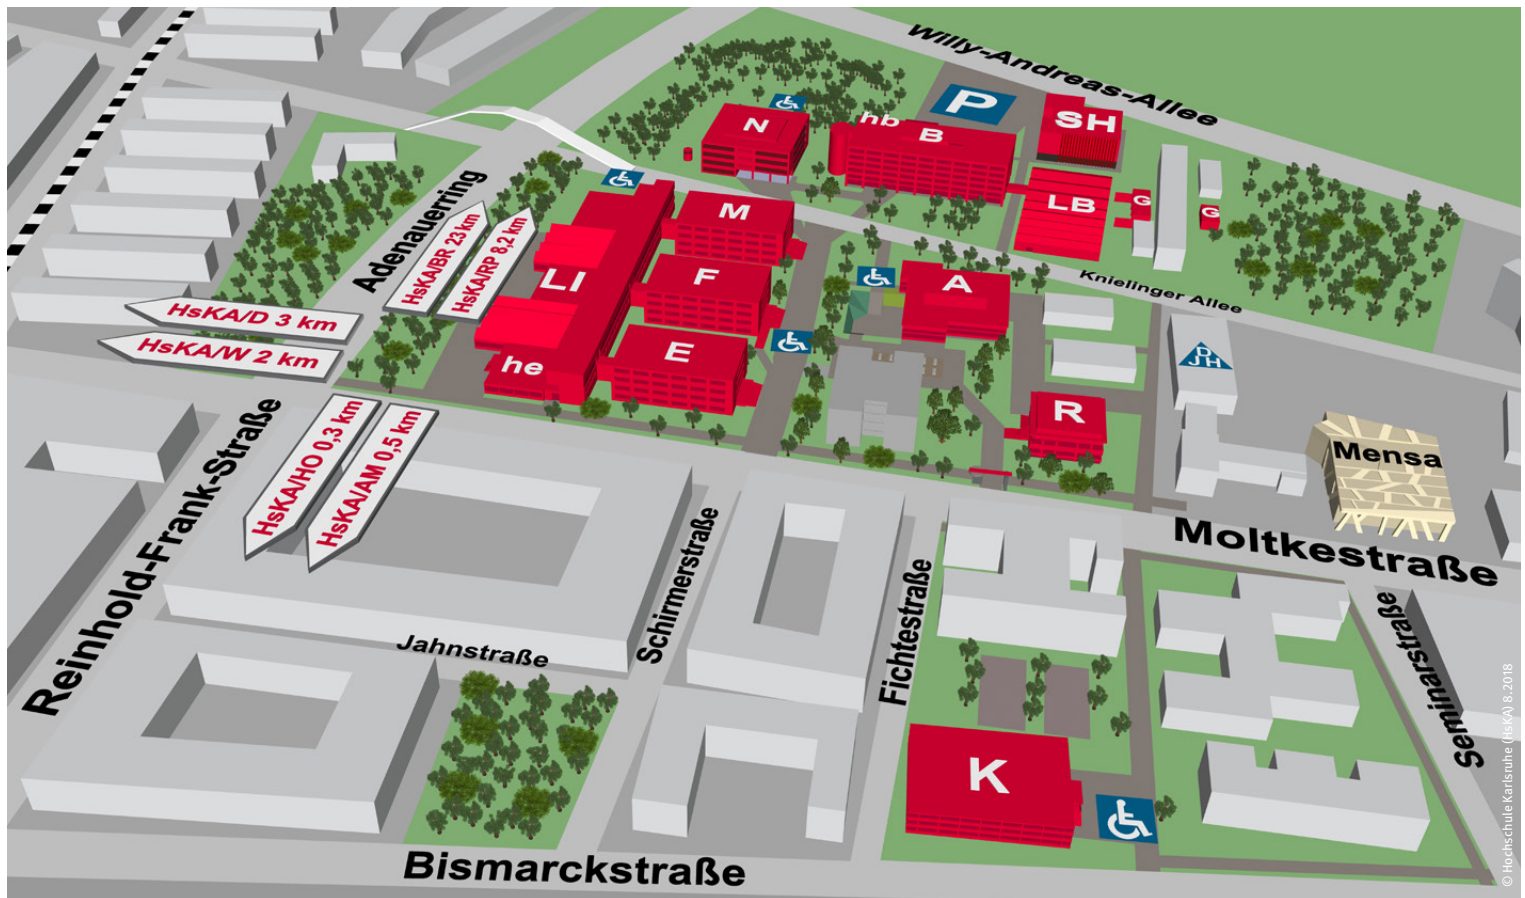 Willy-Andreas-Allee
P
SH
N
hb
B
LB
G
G
Adenauerring
HsKA/BR 23 km
HsKA/RP 8,2 km
M
LI
F
A
Knielinger Allee
HsKA/D 3 km
HsKA/W 2 km
he
E
DJH
R
Mensa
HsKA/HO 0,3 km
HsKA/AM 0,5 km
Reinhold-Frank-Straße
Moltkestraße
Schirmerstraße
Fichtestraße
Seminarstraße
Jahnstraße
K
Bismarckstraße
© Hochschule Karlsruhe (HsKA) 8.2018